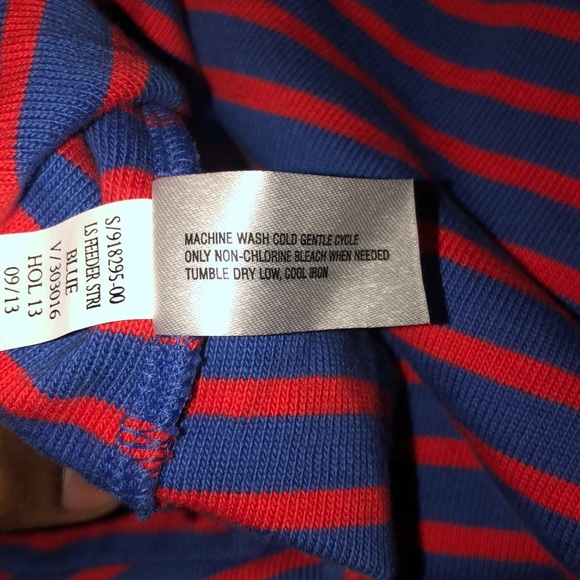 S/918295.00
LS FEEDER STRI
BLUE
V/303016
HOL 13
09/13
MACHINE WASH COLD GENTLE CYCLE
ONLY NON-CHLORINE BLEACH WHEN NEEDED
TUMBLE DRY LOW, COOL IRON